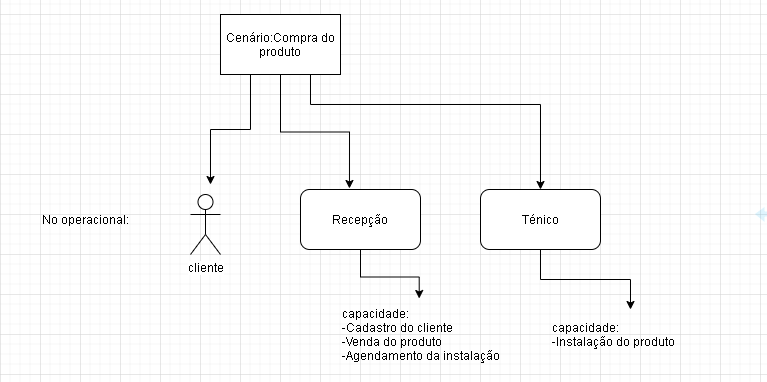 Cenário:Compra do
produto
No operacional:
cliente
Recepção
Ténico
capacidade:
-Cadastro do cliente
-Venda do produto
-Agendamento da instalação
capacidade:
-Instalação do produto